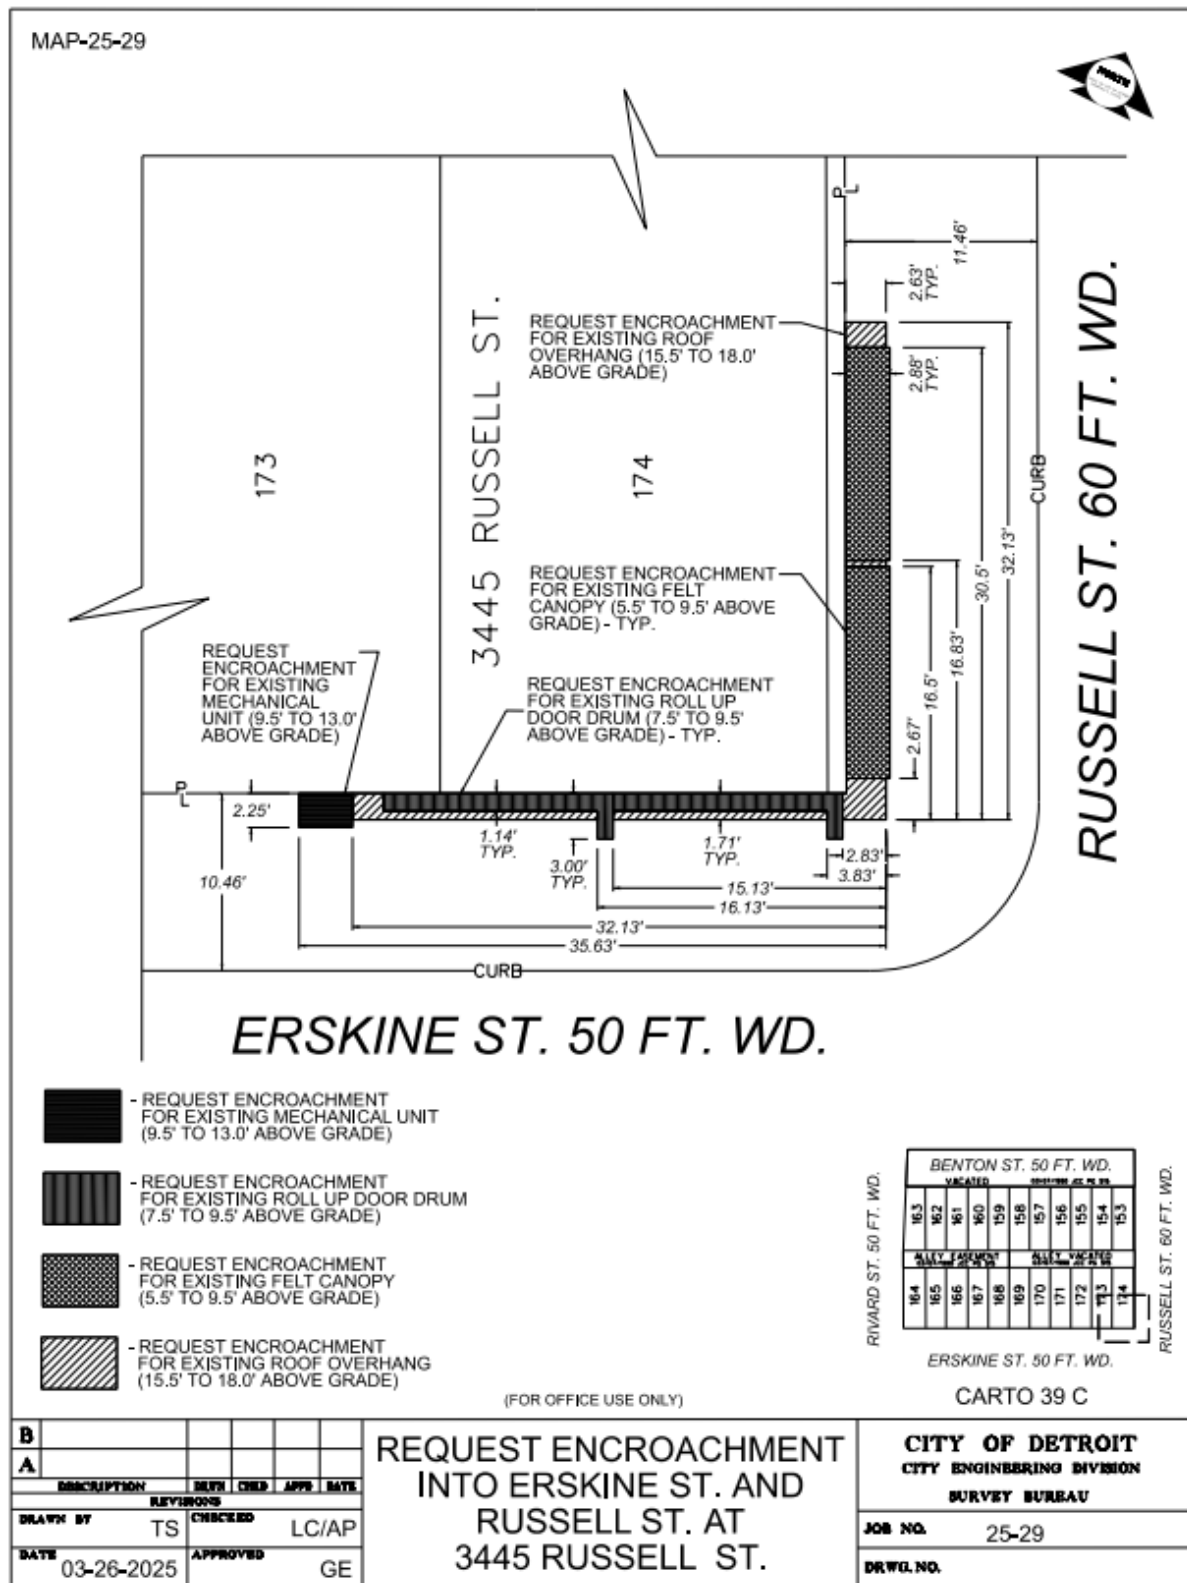 MAP-25-29
NORTH
P
L
11.46'
2.63'
TYP.
REQUEST ENCROACHMENT
FOR EXISTING ROOF
OVERHANG (15.5' TO 18.0'
ABOVE GRADE)
2.88'
TYP.
RUSSELL ST. 60 FT. WD.
3445 RUSSELL ST.
173
174
CURB
32.13'
30.5'
REQUEST ENCROACHMENT
FOR EXISTING FELT
CANOPY (5.5' TO 9.5' ABOVE
GRADE) - TYP.
16.83'
16.5'
2.67'
REQUEST
ENCROACHMENT
FOR EXISTING
MECHANICAL
UNIT (9.5' TO 13.0'
ABOVE GRADE)
REQUEST ENCROACHMENT
FOR EXISTING ROLL UP
DOOR DRUM (7.5' TO 9.5'
ABOVE GRADE) - TYP.
P
L
2.25'
1.14'
TYP.
3.00'
TYP.
1.71'
TYP.
2.83'
3.83'
10.46'
15.13'
16.13'
32.13'
35.63'
CURB
ERSKINE ST. 50 FT. WD.
- REQUEST ENCROACHMENT
FOR EXISTING MECHANICAL UNIT
(9.5' TO 13.0' ABOVE GRADE)
- REQUEST ENCROACHMENT
FOR EXISTING ROLL UP DOOR DRUM
(7.5' TO 9.5' ABOVE GRADE)
- REQUEST ENCROACHMENT
FOR EXISTING FELT CANOPY
(5.5' TO 9.5' ABOVE GRADE)
- REQUEST ENCROACHMENT
FOR EXISTING ROOF OVERHANG
(15.5' TO 18.0' ABOVE GRADE)
(FOR OFFICE USE ONLY)
RIVARD ST. 50 FT. WD.
BENTON ST. 50 FT. WD.
VACATED
163 162 161 160 159 158 157 156 155 154 153
ALLEY EASEMENT ALLEY VACATED
164 165 166 167 168 169 170 171 172 173 174
RUSSELL ST. 60 FT. WD.
ERSKINE ST. 50 FT. WD.
CARTO 39 C
B
A
DESCRIPTION DRWN CHKD APPD DATE
REVISIONS
DRAWN BY TS CHECKED LC/AP
DATE 03-26-2025 APPROVED GE
REQUEST ENCROACHMENT
INTO ERSKINE ST. AND
RUSSELL ST. AT
3445 RUSSELL ST.
CITY OF DETROIT
CITY ENGINEERING DIVISION
SURVEY BUREAU
JOB NO. 25-29
DRWG. NO.